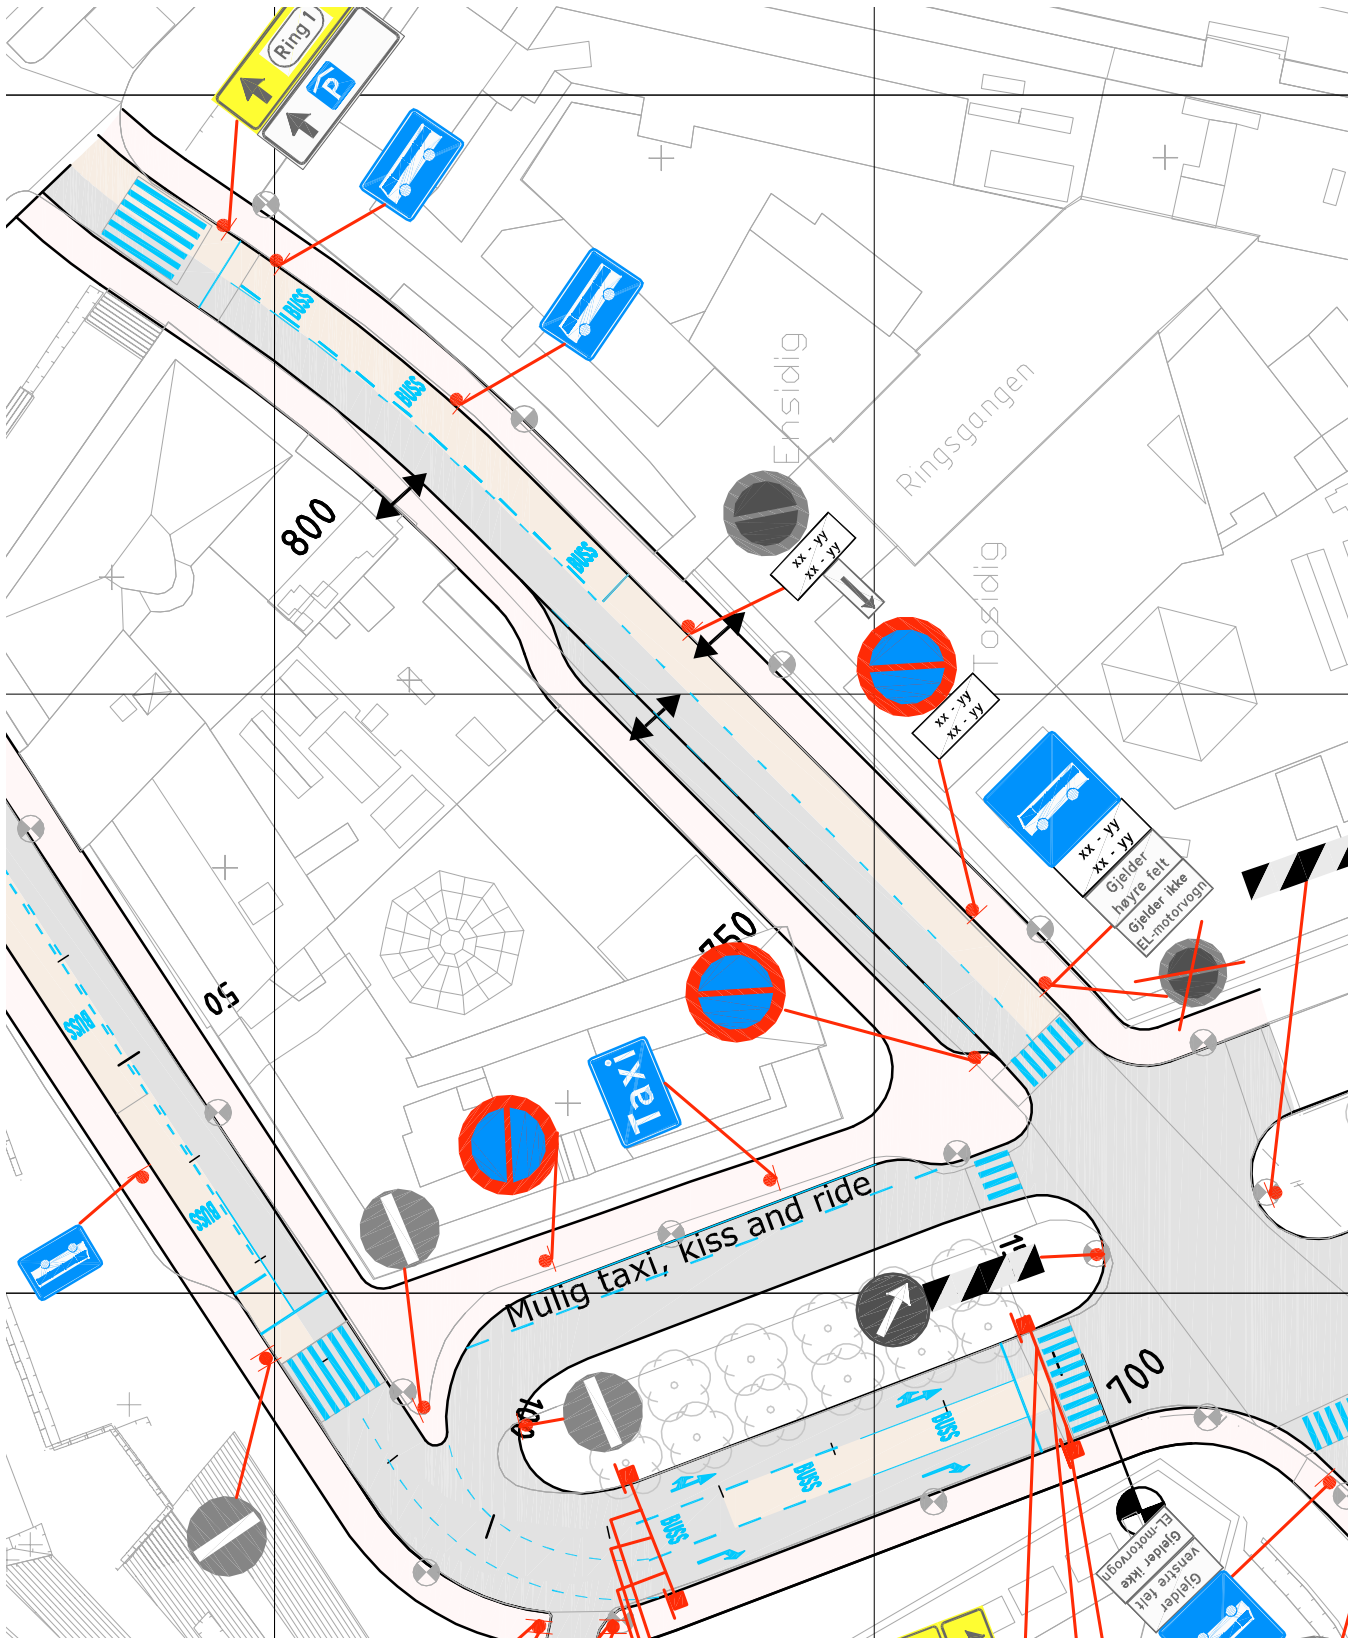 Ring 1
P
BUSS
BUSS
BUSS
800
Ensidig
Ringsgangen
xx - yy
xx - yy
Tosidig
xx - yy
xx - yy
xx - yy
xx - yy
Gjelder
høyre felt
Gjelder ikke
EL-motorvogn
750
50
BUSS
BUSS
Taxi
Mulig taxi, kiss and ride
100
700
BUSS
BUSS
BUSS
Gjelder
venstre felt
Gjelder ikke
EL-motorvogn